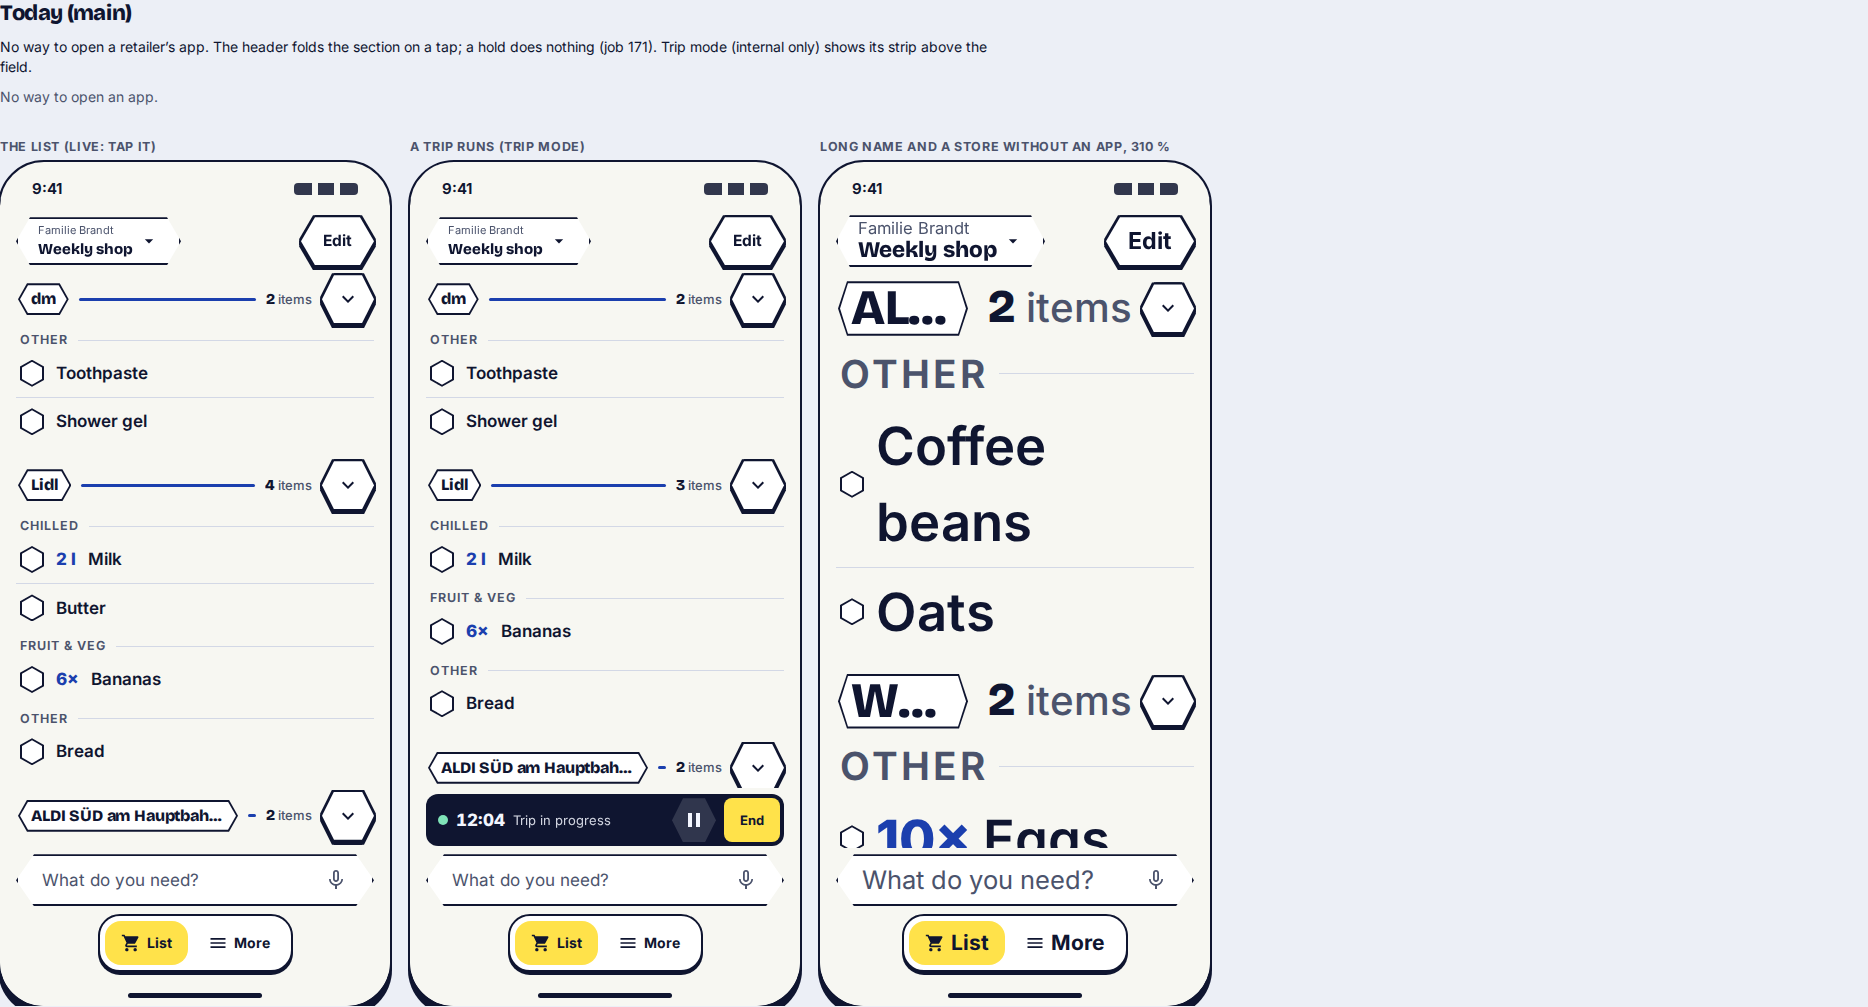 Today (main)
No way to open a retailer's app. The header folds the section on a tap; a hold does nothing (job 171). Trip mode (internal only) shows its strip above the
field.
No way to open an app.
THE LIST (LIVE: TAP IT)
9:41
Familie Brandt
Weekly shop
Edit
dm
2 items
OTHER
Toothpaste
Shower gel
Lidl
4 items
CHILLED
2 l Milk
Butter
FRUIT & VEG
6× Bananas
OTHER
Bread
ALDI SÜD am Hauptbah...
2 items
What do you need?
List
More
A TRIP RUNS (TRIP MODE)
9:41
Familie Brandt
Weekly shop
Edit
dm
2 items
OTHER
Toothpaste
Shower gel
Lidl
3 items
CHILLED
2 l Milk
FRUIT & VEG
6× Bananas
OTHER
Bread
ALDI SÜD am Hauptbah...
2 items
12:04 Trip in progress
End
What do you need?
List
More
LONG NAME AND A STORE WITHOUT AN APP, 310 %
9:41
Familie Brandt
Weekly shop
Edit
AL...
2 items
OTHER
Coffee
beans
Oats
W...
2 items
OTHER
10× Eggs
What do you need?
List
More